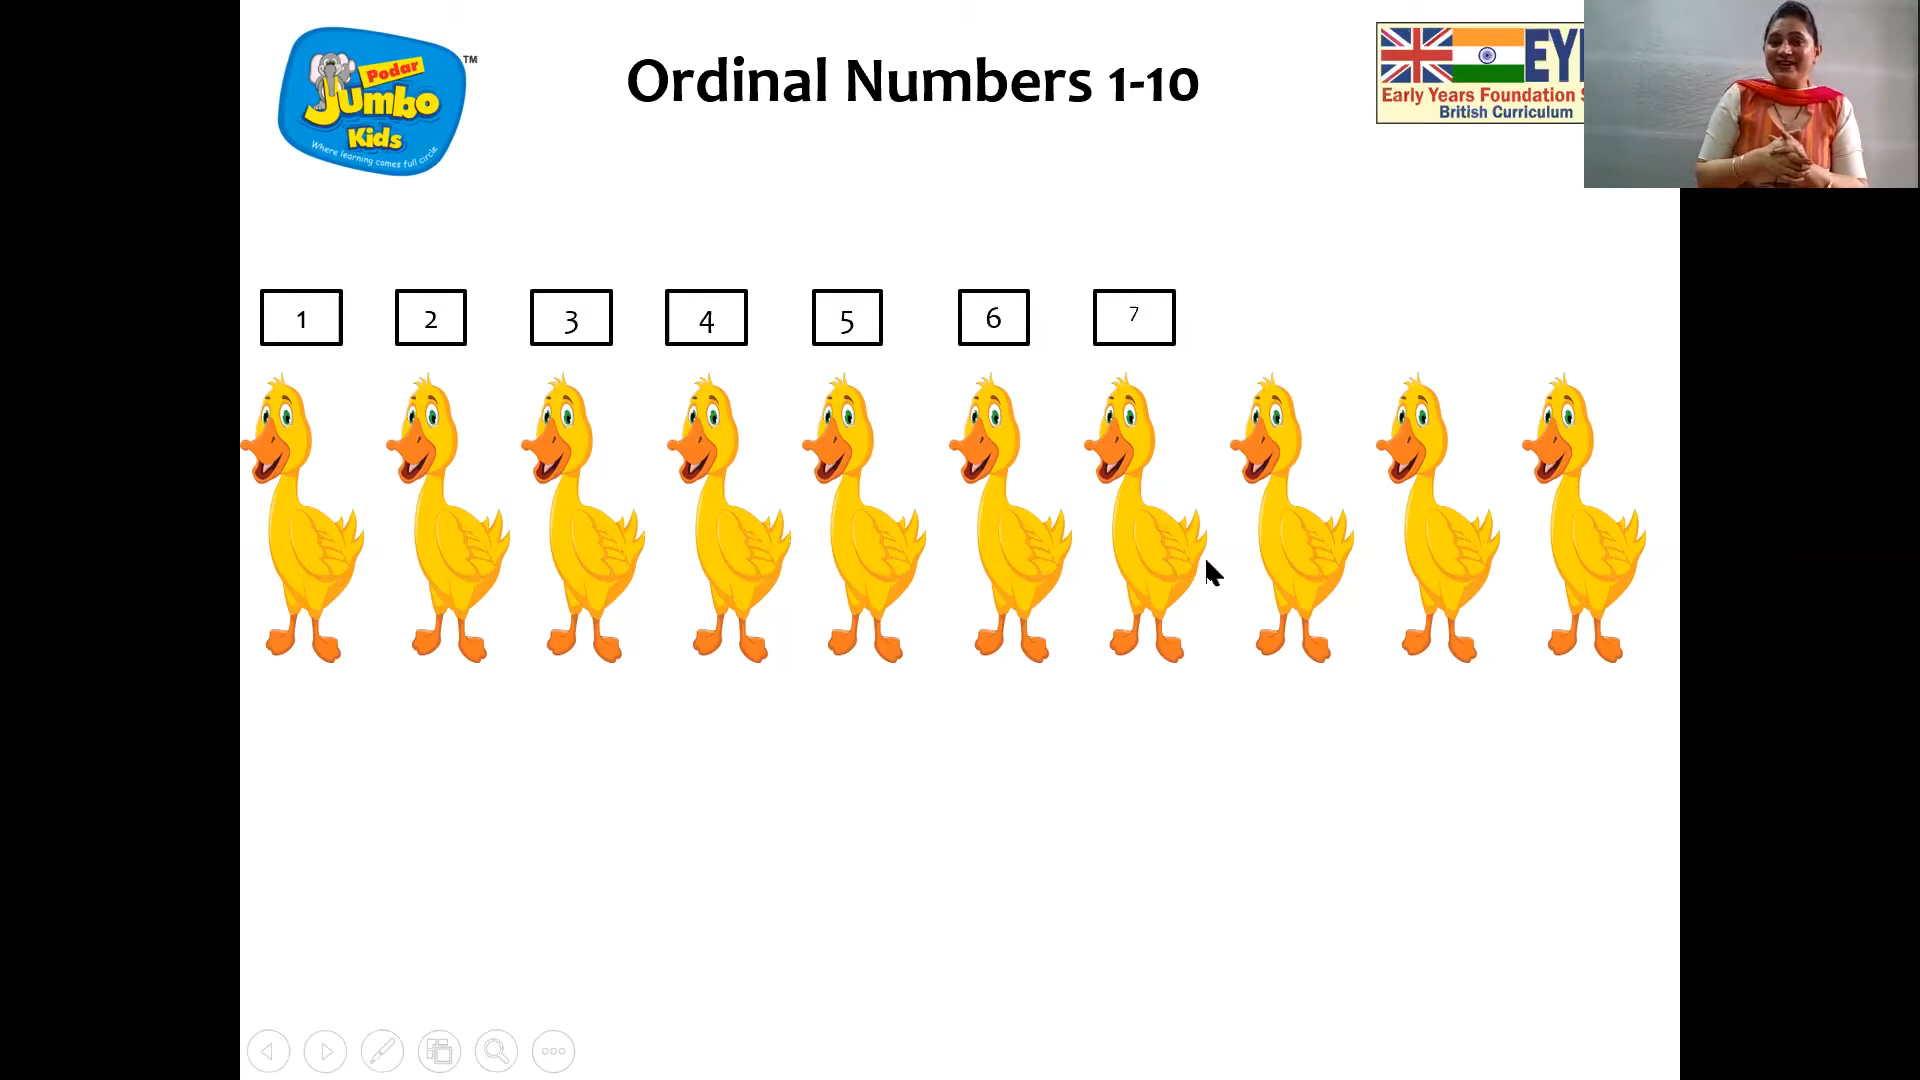 Podar
Jumbo
Kids
TM
Where learning comes full circle
Ordinal Numbers 1-10
Early Years Foundation
British Curriculum
1 2 3 4 5 6 7